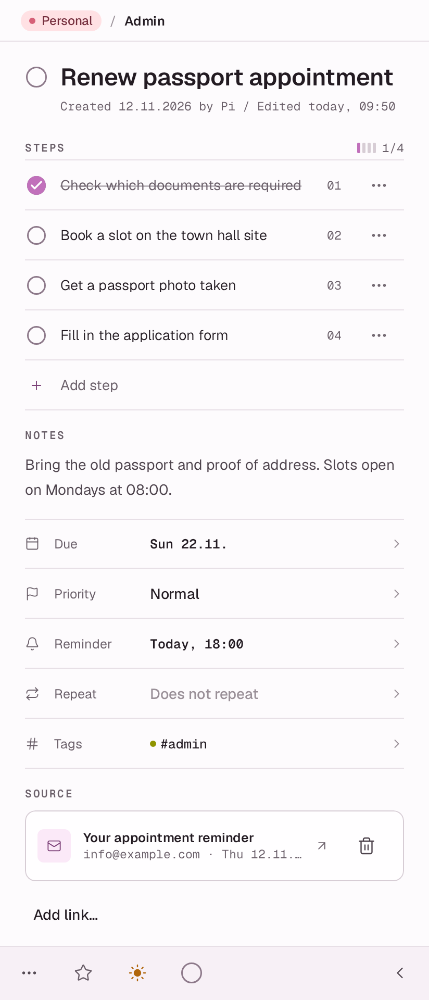 Personal / Admin
Renew passport appointment
Created 12.11.2026 by Pi / Edited today, 09:50
STEPS 1/4
Check which documents are required 01
Book a slot on the town hall site 02
Get a passport photo taken 03
Fill in the application form 04
+ Add step
NOTES
Bring the old passport and proof of address. Slots open
on Mondays at 08:00.
Due Sun 22.11.
Priority Normal
Reminder Today, 18:00
Repeat Does not repeat
Tags #admin
SOURCE
Your appointment reminder
info@example.com · Thu 12.11.…
Add link…